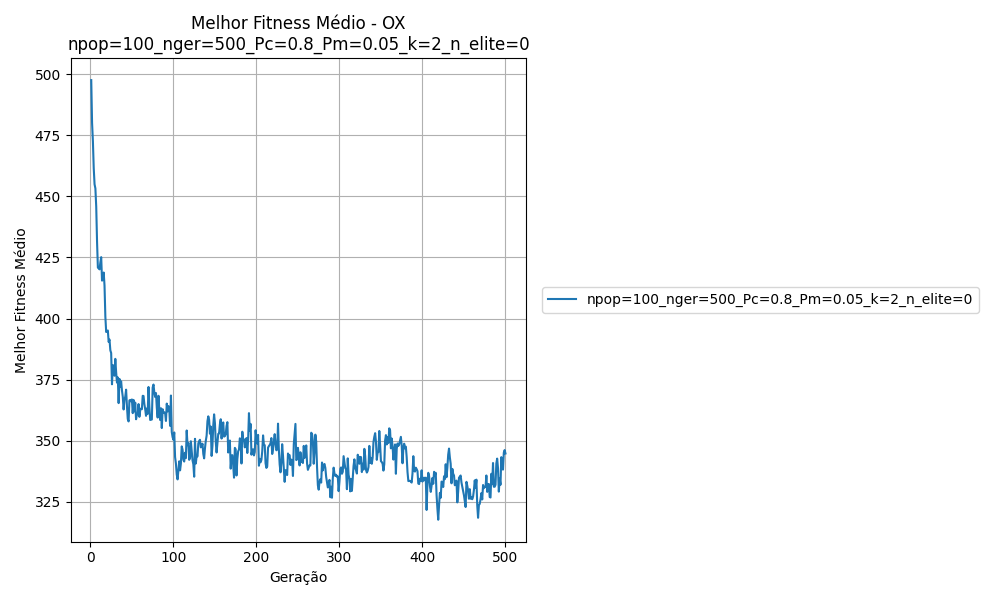 Melhor Fitness Médio - OX
npop=100_nger=500_Pc=0.8_Pm=0.05_k=2_n_elite=0
Melhor Fitness Médio
500
475
450
425
400
375
350
325
0 100 200 300 400 500
Geração
npop=100_nger=500_Pc=0.8_Pm=0.05_k=2_n_elite=0